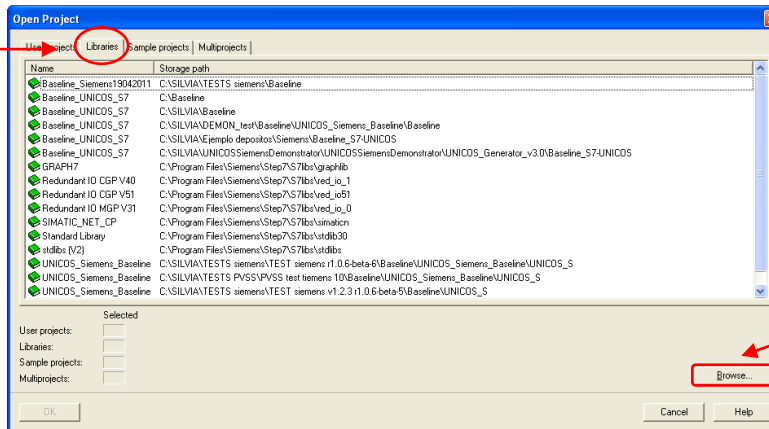 Open Project
User projects Libraries Sample projects Multiprojects
Name Storage path
Baseline_Siemens19042011 C:\SILVIA\TESTS siemens\Baseline
Baseline_UNICOS_S7 C:\Baseline
Baseline_UNICOS_S7 C:\SILVIA\Baseline
Baseline_UNICOS_S7 C:\SILVIA\DEMON_test\Baseline\UNICOS_Siemens_Baseline\Baseline
Baseline_UNICOS_S7 C:\SILVIA\Ejemplo depositos\Siemens\Baseline_S7-UNICOS
Baseline_UNICOS_S7 C:\SILVIA\UNICOSSiemensDemonstrator\UNICOSSiemensDemonstrator\UNICOS_Generator_v3.0\Baseline_S7-UNICOS
GRAPH7 C:\Program Files\Siemens\Step7\S7libs\graphlib
Redundant IO CGP V40 C:\Program Files\Siemens\Step7\S7libs\red_io_1
Redundant IO CGP V51 C:\Program Files\Siemens\Step7\S7libs\red_io51
Redundant IO MGP V31 C:\Program Files\Siemens\Step7\S7libs\red_io_0
SIMATIC_NET_CP C:\Program Files\Siemens\Step7\S7libs\simaticn
Standard Library C:\Program Files\Siemens\Step7\S7libs\stdlib30
stdlibs (V2) C:\Program Files\Siemens\Step7\S7libs\stdlibs
UNICOS_Siemens_Baseline C:\SILVIA\TESTS siemens\TEST siemens r1.0.6-beta-6\Baseline\UNICOS_Siemens_Baseline\UNICOS_S
UNICOS_Siemens_Baseline C:\SILVIA\TESTS PVSS\PVSS test tiemens 10\Baseline\UNICOS_Siemens_Baseline\UNICOS_S
UNICOS_Siemens_Baseline C:\SILVIA\TESTS siemens\TEST siemens v1.2.3 r1.0.6-beta-5\Baseline\UNICOS_S
Selected
User projects:
Libraries:
Sample projects:
Multiprojects:
Browse...
OK Cancel Help